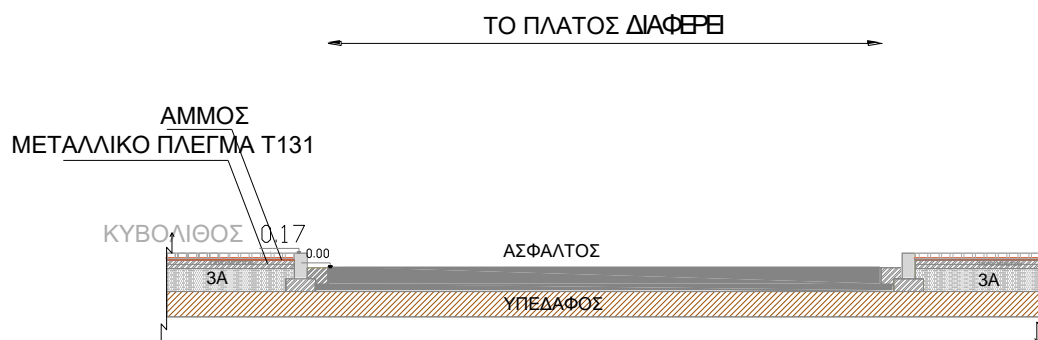 ΤΟ ΠΛΑΤΟΣ ΔΙΑΦΕΡΕΙ
ΑΜΜΟΣ
ΜΕΤΑΛΛΙΚΟ ΠΛΕΓΜΑ Τ131
ΚΥΒΟΛΙΘΟΣ 0.17
0.00
ΑΣΦΑΛΤΟΣ
3Α
3Α
ΥΠΕΔΑΦΟΣ